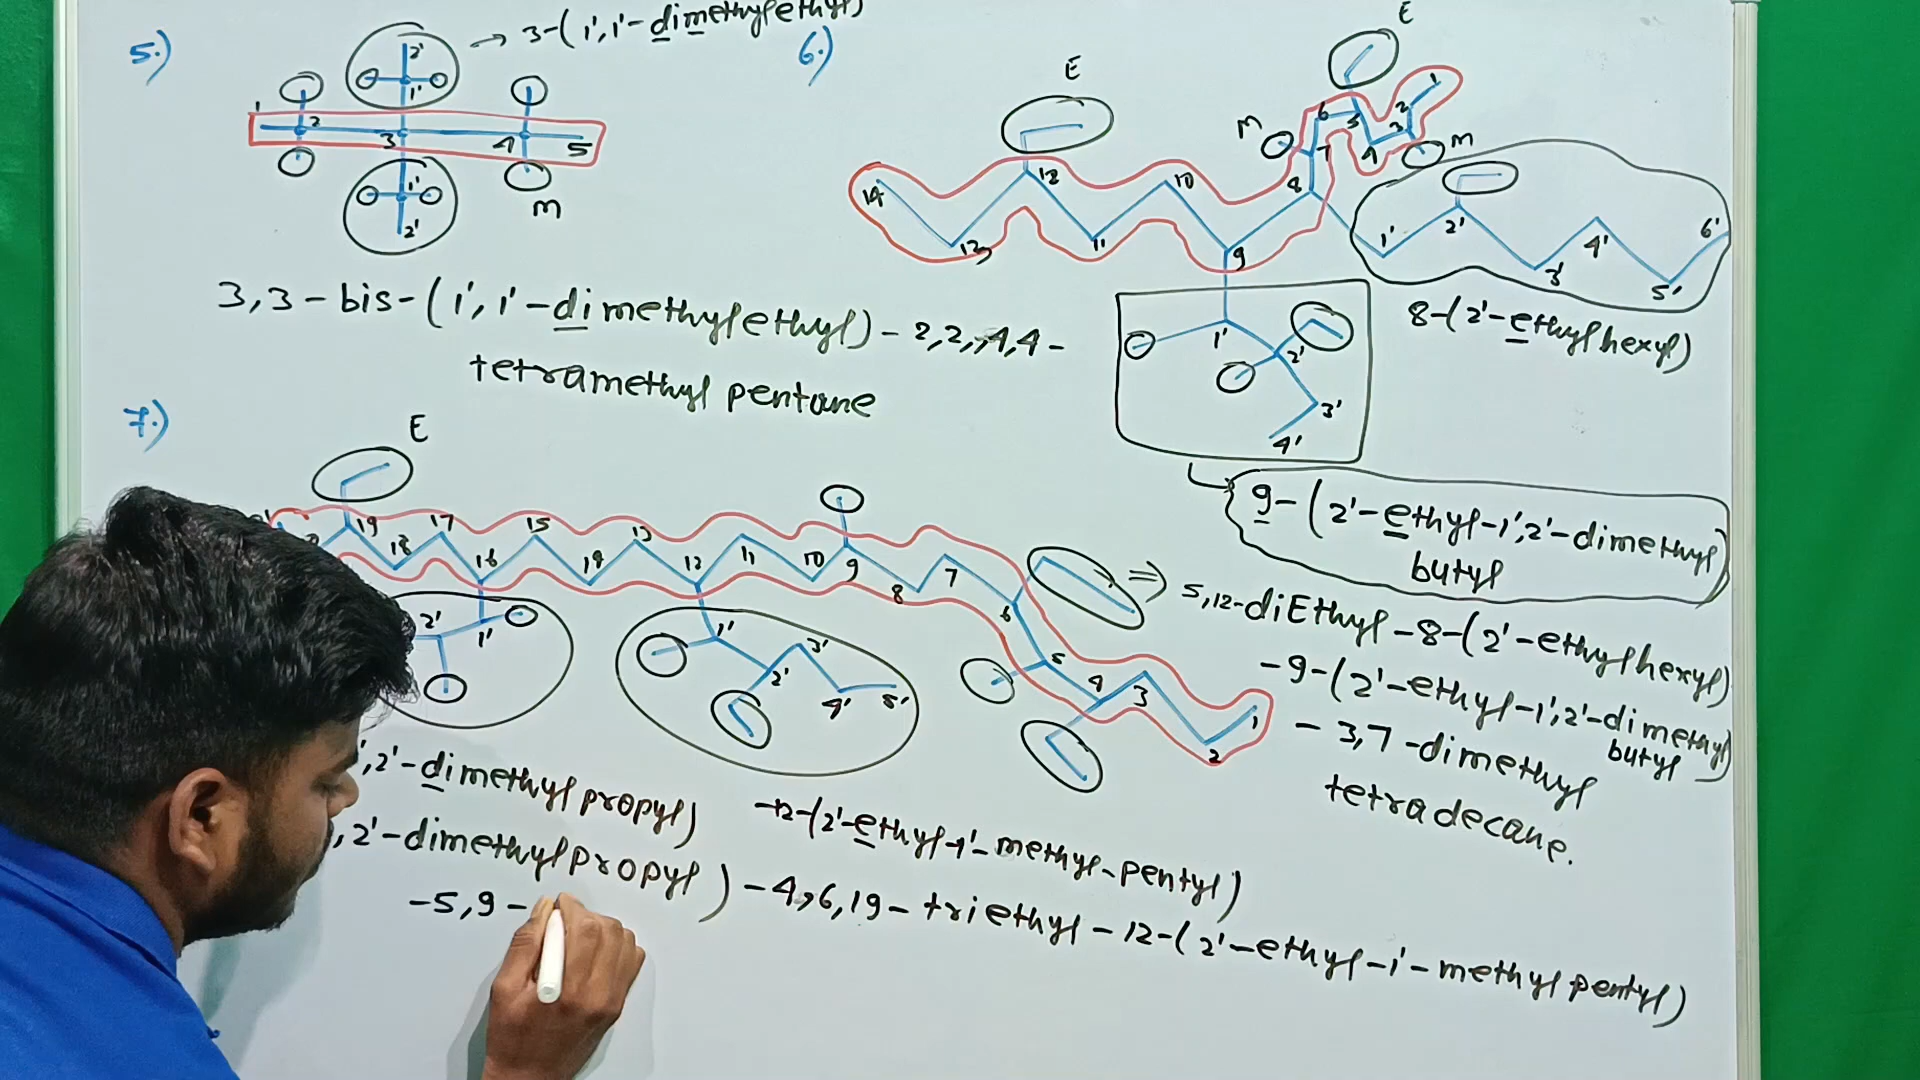 5.)
→ 3-(1',1'-dimethylethyl)
2'
1'
1 2 3 4 5
1'
2'
M
3,3-bis-(1',1'-dimethylethyl)-2,2,,4,4-
tetramethyl pentane
6.)
E
E
M
M
1 2 3 4 5 6 7 8 9 10 11 12 13 14
1' 2' 3' 4' 5' 6'
8-(2'-ethylhexyl)
1' 2' 3' 4'
9-(2'-ethyl-1',2'-dimethyl
butyl
⇒ 5,12-diEthyl-8-(2'-ethylhexyl)
-9-(2'-ethyl-1',2'-dimethyl
butyl
-3,7-dimethyl
tetradecane.
7.)
E
19 18 17 16 15 14 13 12 11 10 9 8 7 6 5 4 3 2 1
2' 1'
1' 2' 3' 4' 5'
',2'-dimethylpropyl)
-12-(2'-ethyl-1'-methyl-pentyl)
,2'-dimethylpropyl)-4,6,19-triethyl-12-(2'-ethyl-1'-methylpentyl)
-5,9-